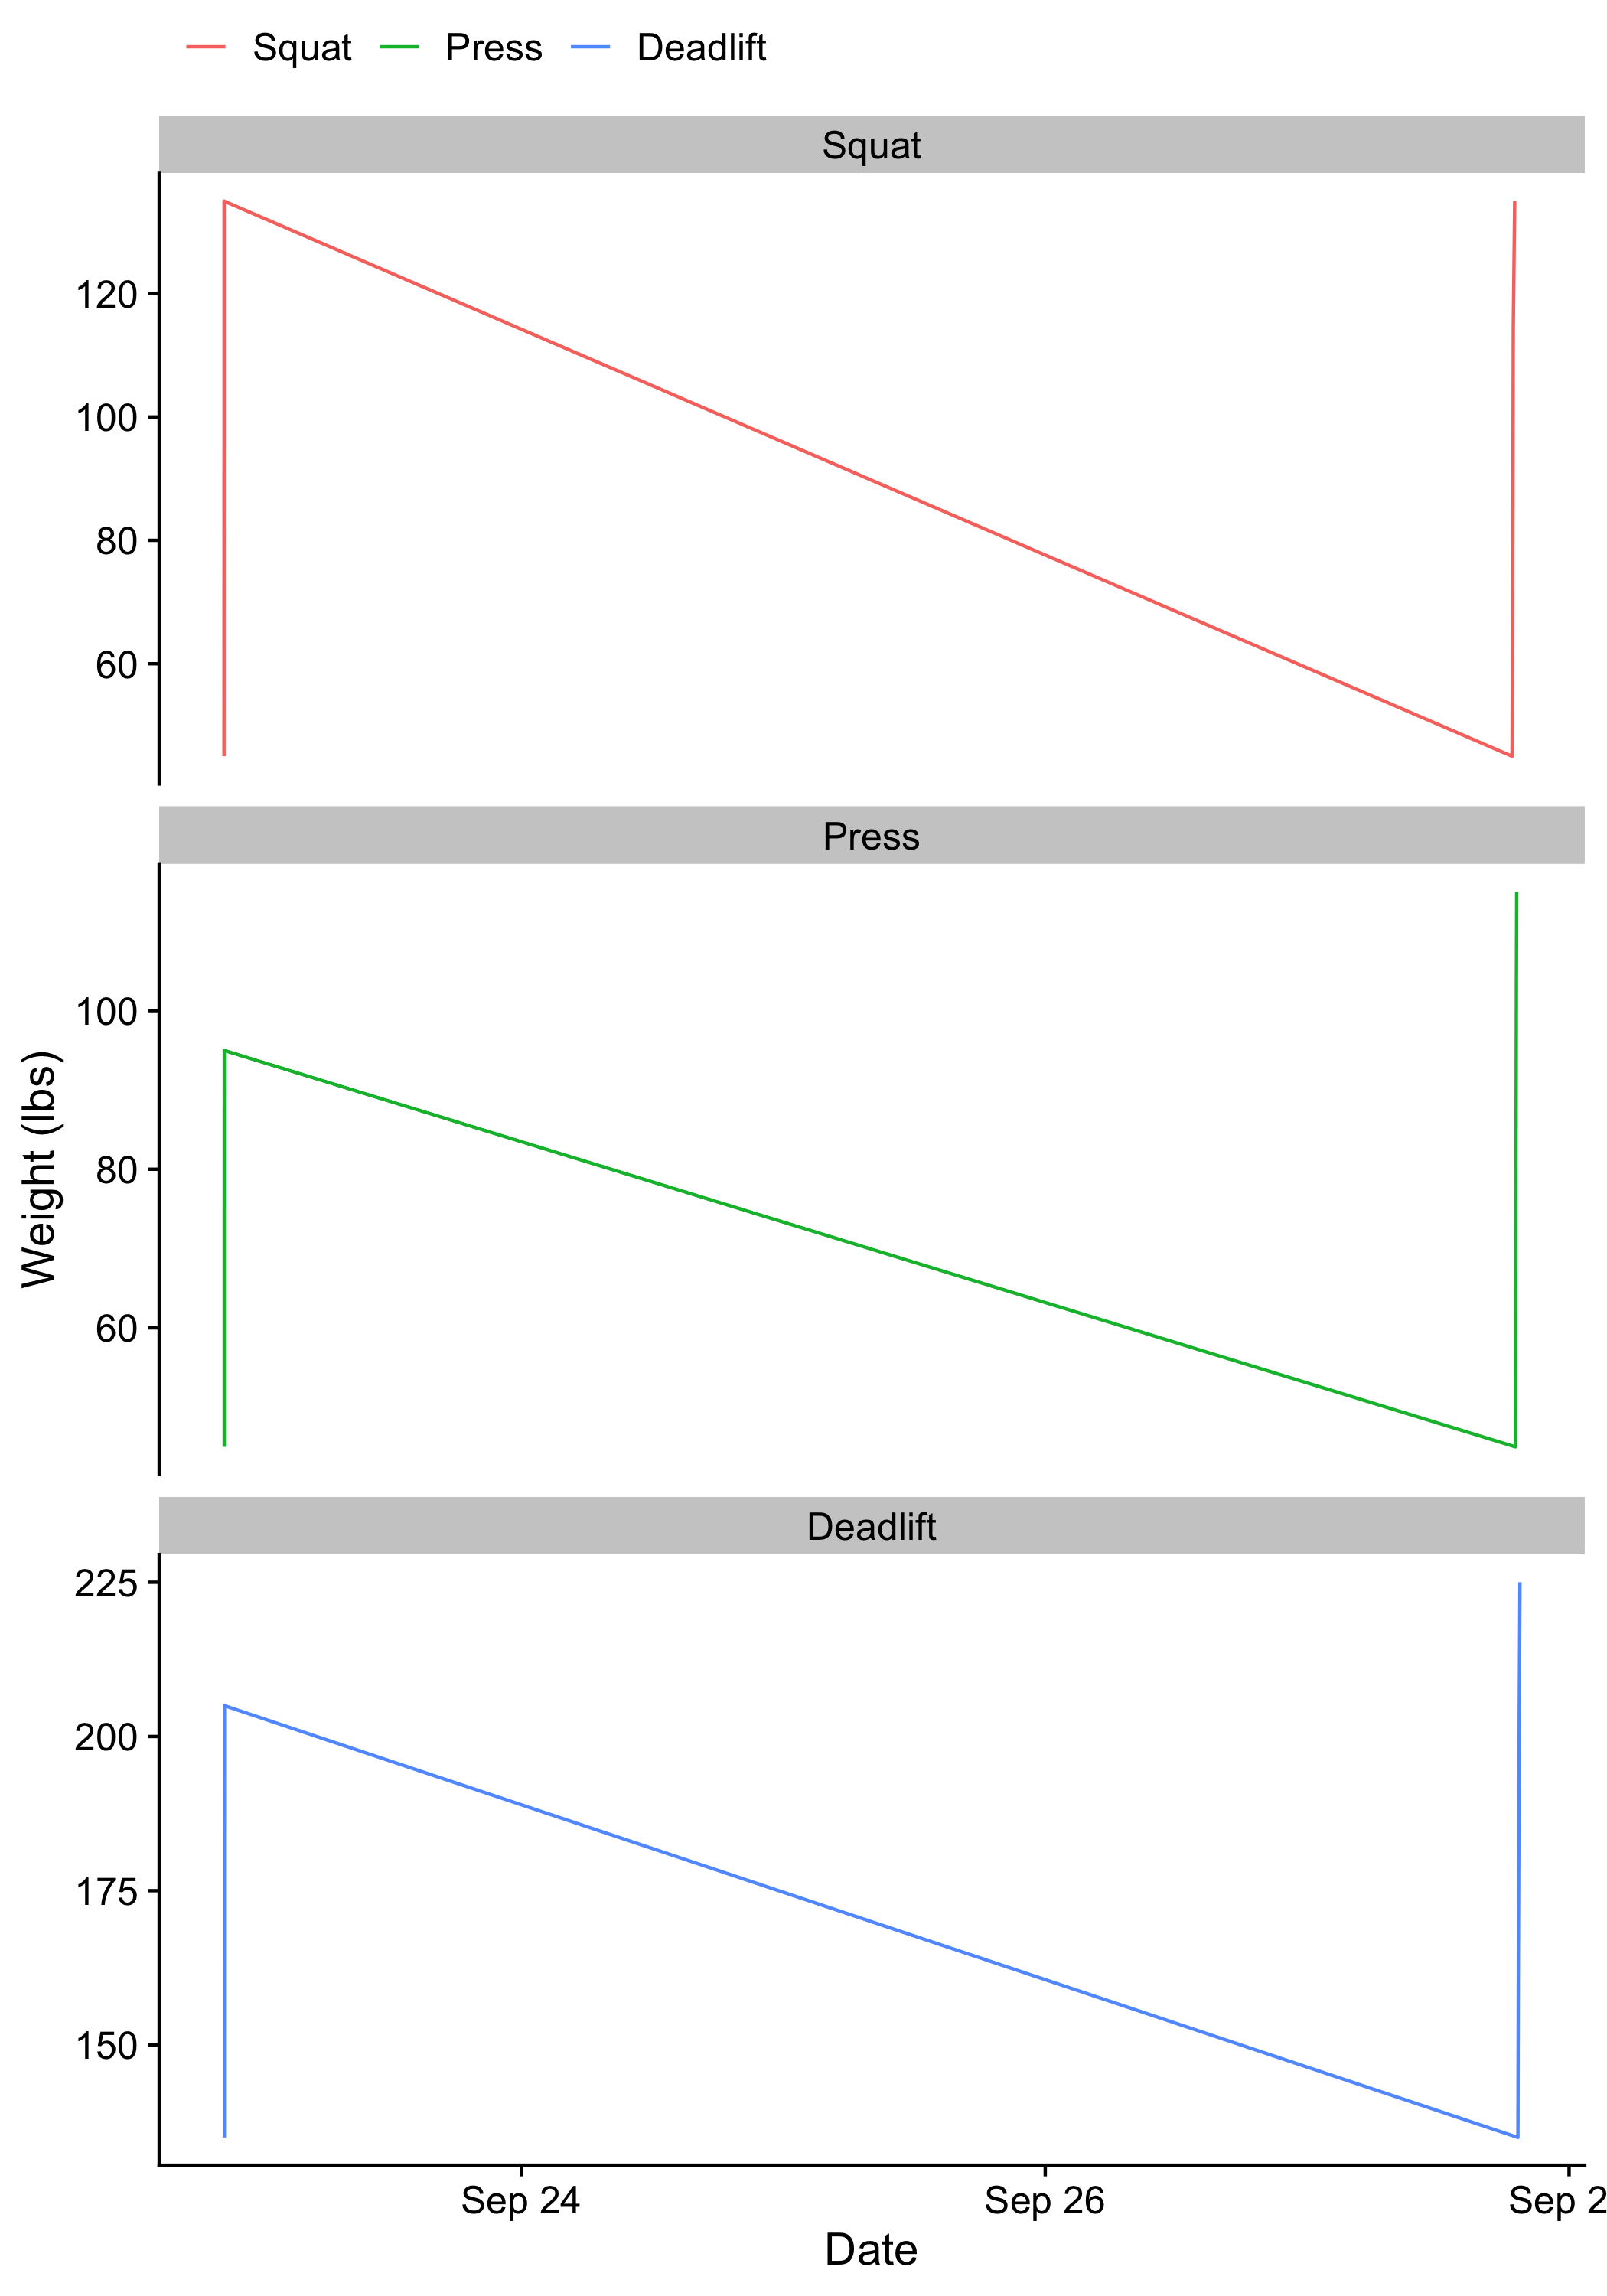 Squat Press Deadlift
Squat
120
100
80
60
Press
100
80
60
Weight (lbs)
Deadlift
225
200
175
150
Sep 24 Sep 26 Sep 2
Date